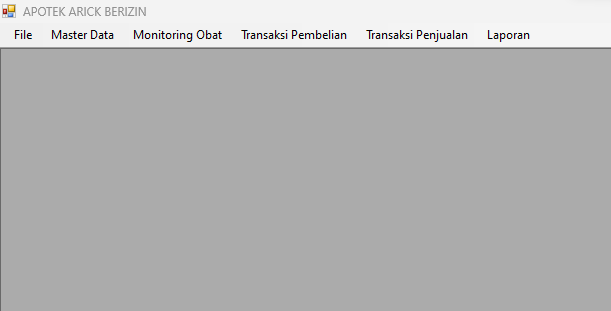 APOTEK ARICK BERIZIN
File Master Data Monitoring Obat Transaksi Pembelian Transaksi Penjualan Laporan